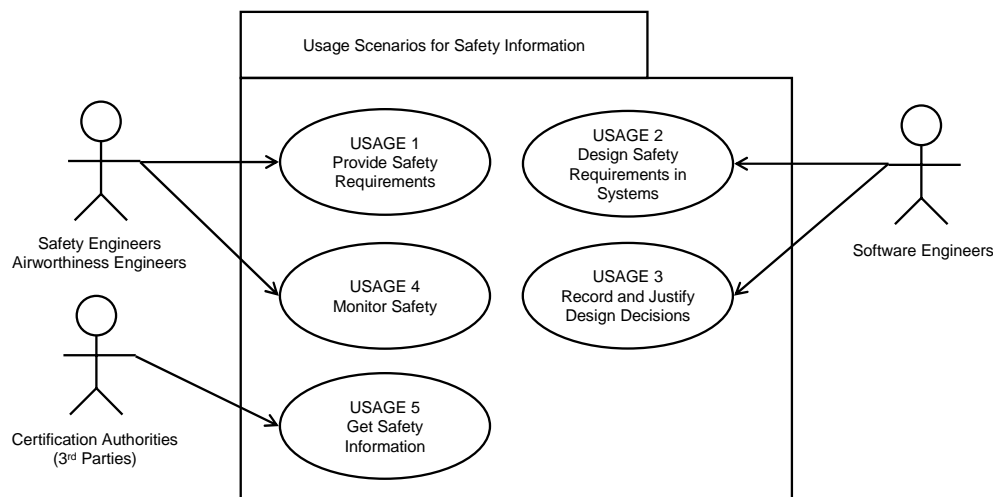 Usage Scenarios for Safety Information
USAGE 1
Provide Safety
Requirements
USAGE 2
Design Safety
Requirements in
Systems
Safety Engineers
Airworthiness Engineers
Software Engineers
USAGE 4
Monitor Safety
USAGE 3
Record and Justify
Design Decisions
USAGE 5
Get Safety
Information
Certification Authorities
(3rd Parties)